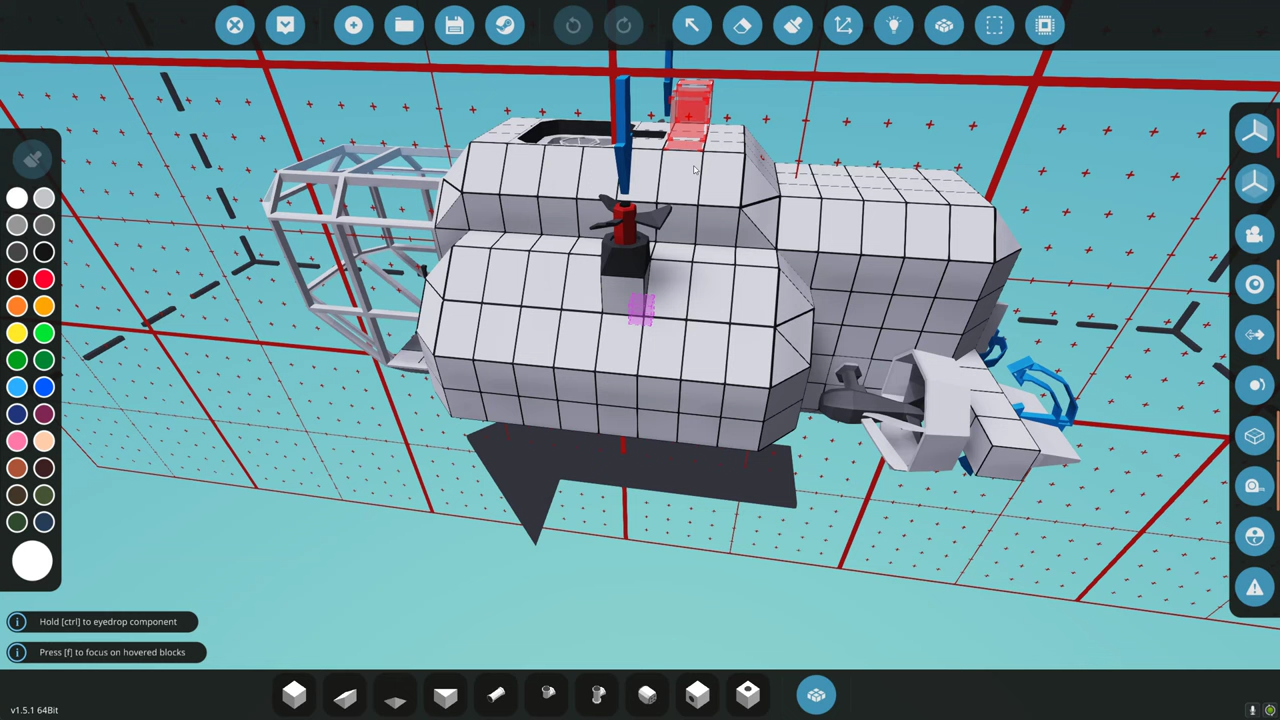 Hold [ctrl] to eyedrop component
Press [f] to focus on hovered blocks
v1.5.1 64Bit